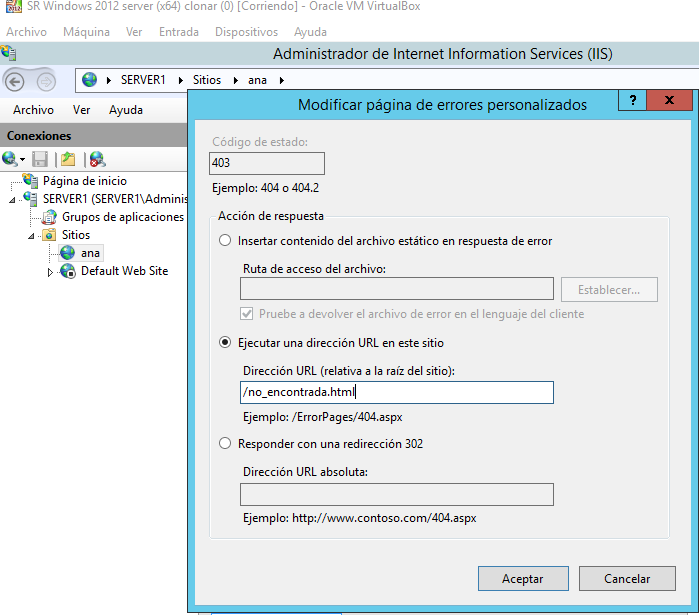 SR Windows 2012 server (x64) clonar (0) [Corriendo] - Oracle VM VirtualBox
Archivo Máquina Ver Entrada Dispositivos Ayuda
Administrador de Internet Information Services (IIS)
SERVER1 Sitios ana
Archivo Ver Ayuda
Conexiones
Página de inicio
SERVER1 (SERVER1\Adminis
Grupos de aplicaciones
Sitios
ana
Default Web Site
Modificar página de errores personalizados
? x
Código de estado:
403
Ejemplo: 404 o 404.2
Acción de respuesta
Insertar contenido del archivo estático en respuesta de error
Ruta de acceso del archivo:
Establecer...
Pruebe a devolver el archivo de error en el lenguaje del cliente
Ejecutar una dirección URL en este sitio
Dirección URL (relativa a la raíz del sitio):
/no_encontrada.html
Ejemplo: /ErrorPages/404.aspx
Responder con una redirección 302
Dirección URL absoluta:
Ejemplo: http://www.contoso.com/404.aspx
Aceptar Cancelar